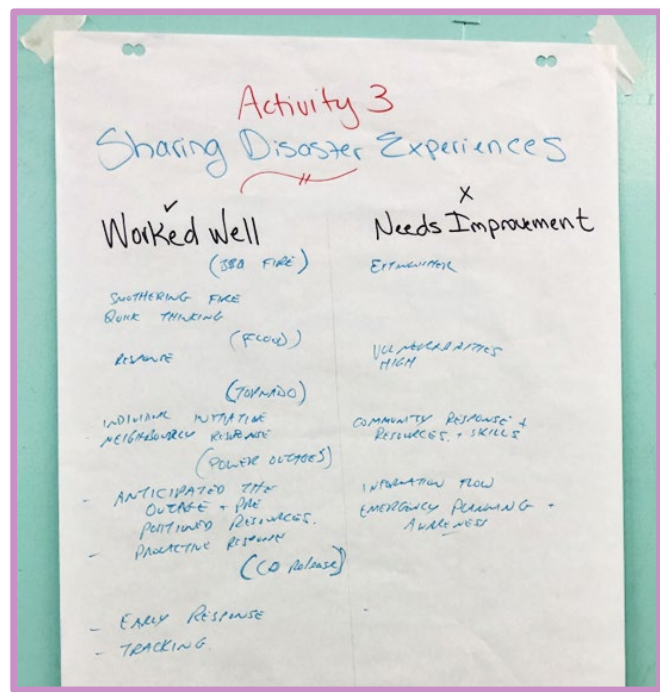 Activity 3
Sharing Disaster Experiences
✓ X
Worked Well Needs Improvement
(BBQ FIRE) EXTINGUISHER
SMOTHERING FIRE
QUICK THINKING
(FLOOD)
RESPONSE VULNERABILITIES
HIGH
(TORNADO)
- INDIVIDUAL INITIATIVE COMMUNITY RESPONSE +
- NEIGHBOURLY RESPONSE RESOURCES + SKILLS
(POWER OUTAGES)
- ANTICIPATED THE INFORMATION FLOW
OUTAGE + PRE EMERGENCY PLANNING +
POSITIONED RESOURCES. AWARENESS
- PROACTIVE RESPONSE
(CO Release)
- EARLY RESPONSE
- TRACKING.